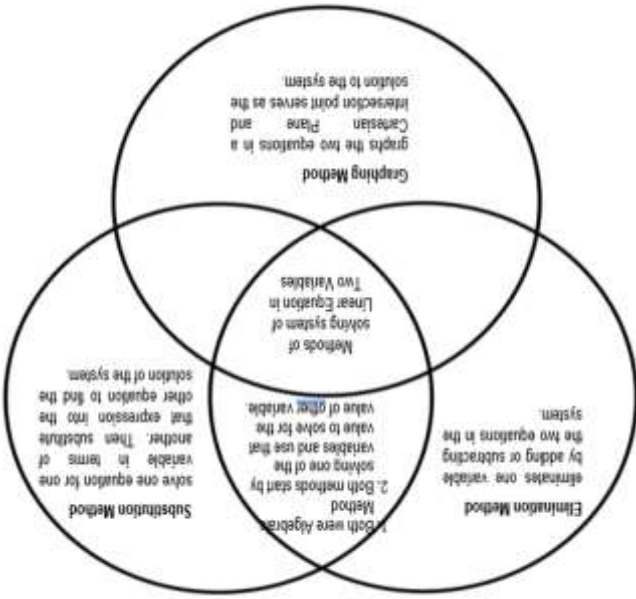 Elimination Method
eliminates one variable
by adding or subtracting
the two equations in the
system.
1. Both were Algebraic
Method
2. Both methods start by
solving one of the
variables and use that
value to solve for the
value of other variable.
Substitution Method
solve one equation for one
variable in terms of
another. Then substitute
that expression into the
other equation to find the
solution of the system.
Methods of
solving system of
Linear Equation in
Two Variables
Graphing Method
graphs the two equations in a
Cartesian Plane and
intersection point serves as the
solution to the system.